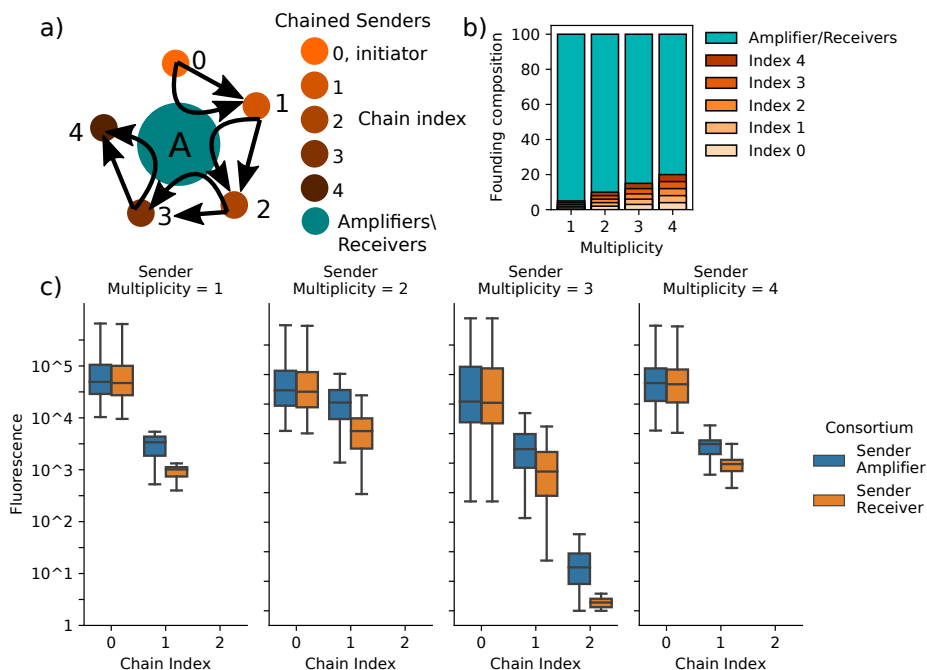 a)
Chained Senders
0
0, initiator
1
1
4
A
2
Chain index
3
3
2
4
Amplifiers\
Receivers
b)
Founding composition
100
80
60
40
20
0
1 2 3 4
Multiplicity
Amplifier/Receivers
Index 4
Index 3
Index 2
Index 1
Index 0
c)
Sender
Multiplicity = 1
Sender
Multiplicity = 2
Sender
Multiplicity = 3
Sender
Multiplicity = 4
Fluorescence
10^5
10^4
10^3
10^2
10^1
1
0 1 2
Chain Index
0 1 2
Chain Index
0 1 2
Chain Index
0 1 2
Chain Index
Consortium
Sender
Amplifier
Sender
Receiver